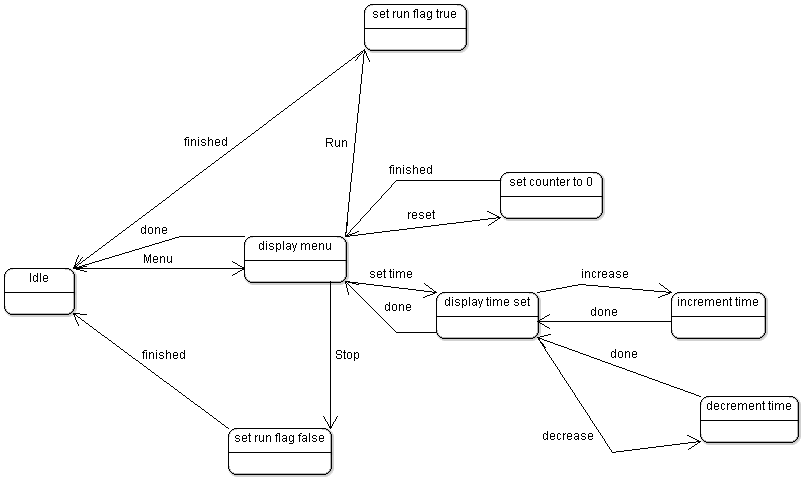 set run flag true
finished
Run
finished
set counter to 0
reset
done
display menu
Menu
Idle
set time
increase
display time set
increment time
done
done
finished
Stop
done
decrement time
set run flag false
decrease